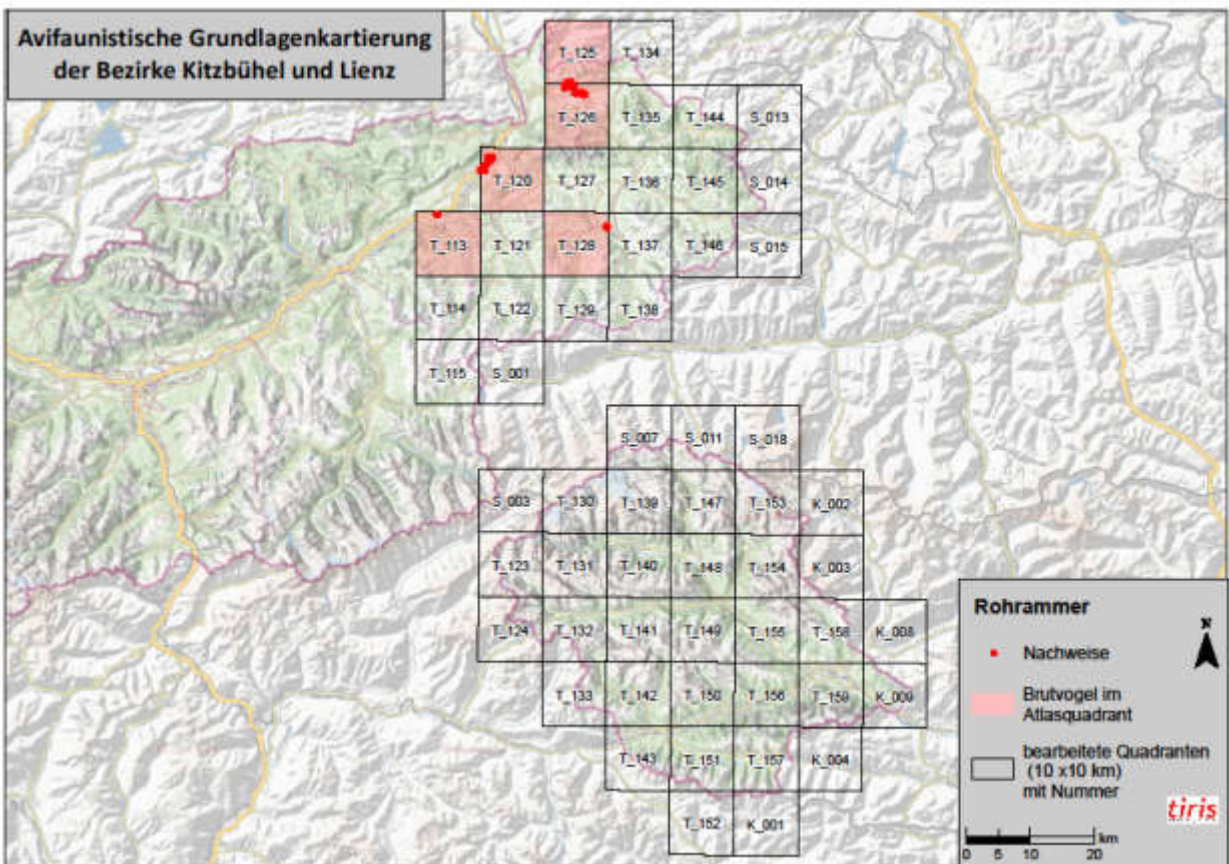 Avifaunistische Grundlagenkartierung
der Bezirke Kitzbühel und Lienz
T_125 T_134
T_126 T_135 T_144 S_013
T_120 T_127 T_136 T_145 S_014
T_113 T_121 T_128 T_137 T_146 S_015
T_114 T_122 T_129 T_138
T_115 S_001
S_007 S_011 S_018
S_003 T_130 T_139 T_147 T_153 K_002
T_123 T_131 T_140 T_148 T_154 K_003
T_124 T_132 T_141 T_149 T_155 T_158 K_008
T_133 T_142 T_150 T_156 T_159 K_009
T_143 T_151 T_157 K_004
T_152 K_001
Rohrammer
N
Nachweise
Brutvogel im
Atlasquadrant
bearbeitete Quadranten
(10 x10 km)
mit Nummer
tiris
km
0 5 10 20